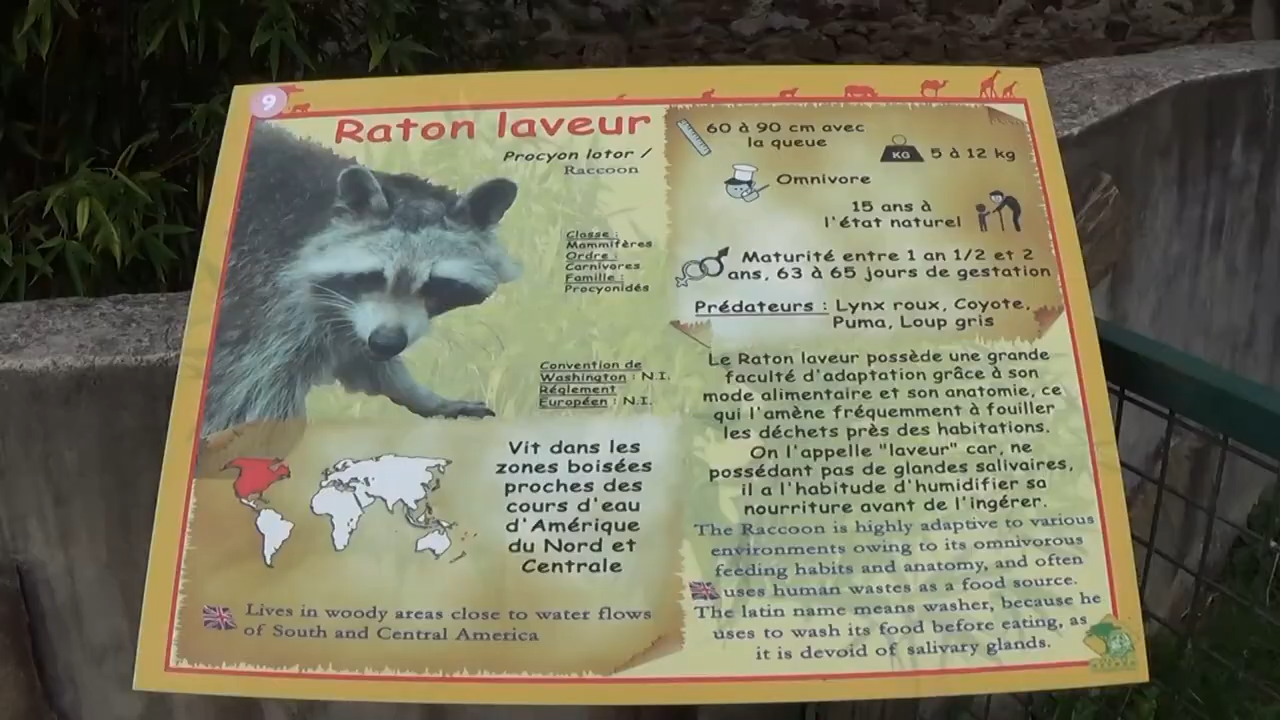 9
Raton laveur
Procyon lotor /
Raccoon
Classe :
Mammifères
Ordre :
Carnivores
Famille :
Procyonidés
Convention de
Washington : N.I.
Réglement
Européen : N.I.
60 à 90 cm avec
la queue
KG
5 à 12 kg
Omnivore
15 ans à
l'état naturel
Maturité entre 1 an 1/2 et 2
ans, 63 à 65 jours de gestation
Prédateurs : Lynx roux, Coyote,
Puma, Loup gris
Vit dans les
zones boisées
proches des
cours d'eau
d'Amérique
du Nord et
Centrale
Lives in woody areas close to water flows
of South and Central America
Le Raton laveur possède une grande
faculté d'adaptation grâce à son
mode alimentaire et son anatomie, ce
qui l'amène fréquemment à fouiller
les déchets près des habitations.
On l'appelle "laveur" car, ne
possédant pas de glandes salivaires,
il a l'habitude d'humidifier sa
nourriture avant de l'ingérer.
The Raccoon is highly adaptive to various
environments owing to its omnivorous
feeding habits and anatomy, and often
uses human wastes as a food source.
The latin name means washer, because he
uses to wash its food before eating, as
it is devoid of salivary glands.